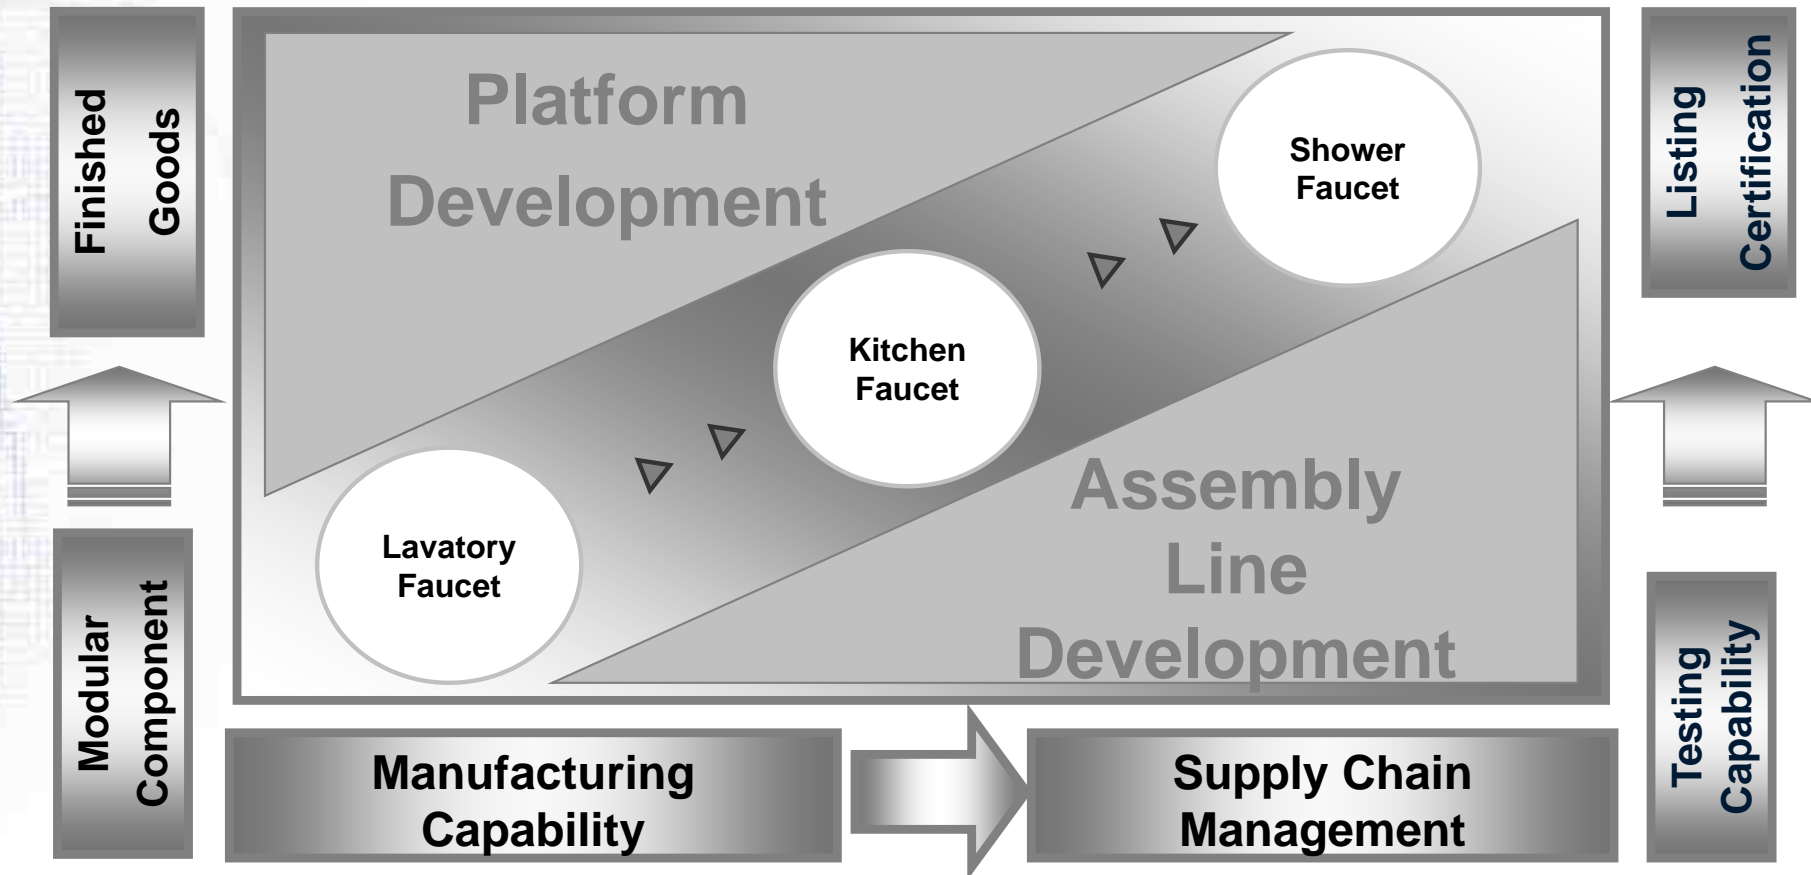 Finished
Goods
Platform
Development
Shower
Faucet
Listing
Certification
Kitchen
Faucet
Lavatory
Faucet
Assembly
Line
Development
Modular
Component
Testing
Capability
Manufacturing
Capability
Supply Chain
Management